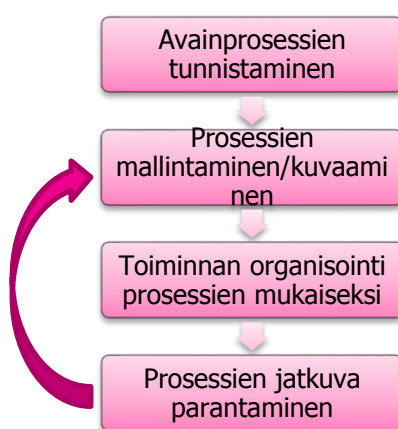 Avainprosessien
tunnistaminen
Prosessien
mallintaminen/kuvaami
nen
Toiminnan organisointi
prosessien mukaiseksi
Prosessien jatkuva
parantaminen